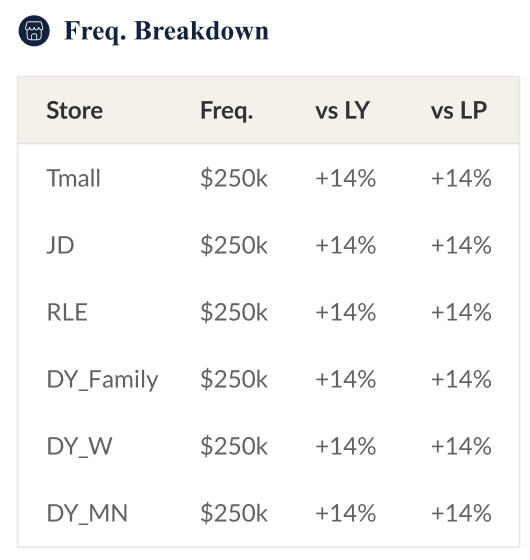 Freq. Breakdown
Store Freq. vs LY vs LP
Tmall $250k +14% +14%
JD $250k +14% +14%
RLE $250k +14% +14%
DY_Family $250k +14% +14%
DY_W $250k +14% +14%
DY_MN $250k +14% +14%